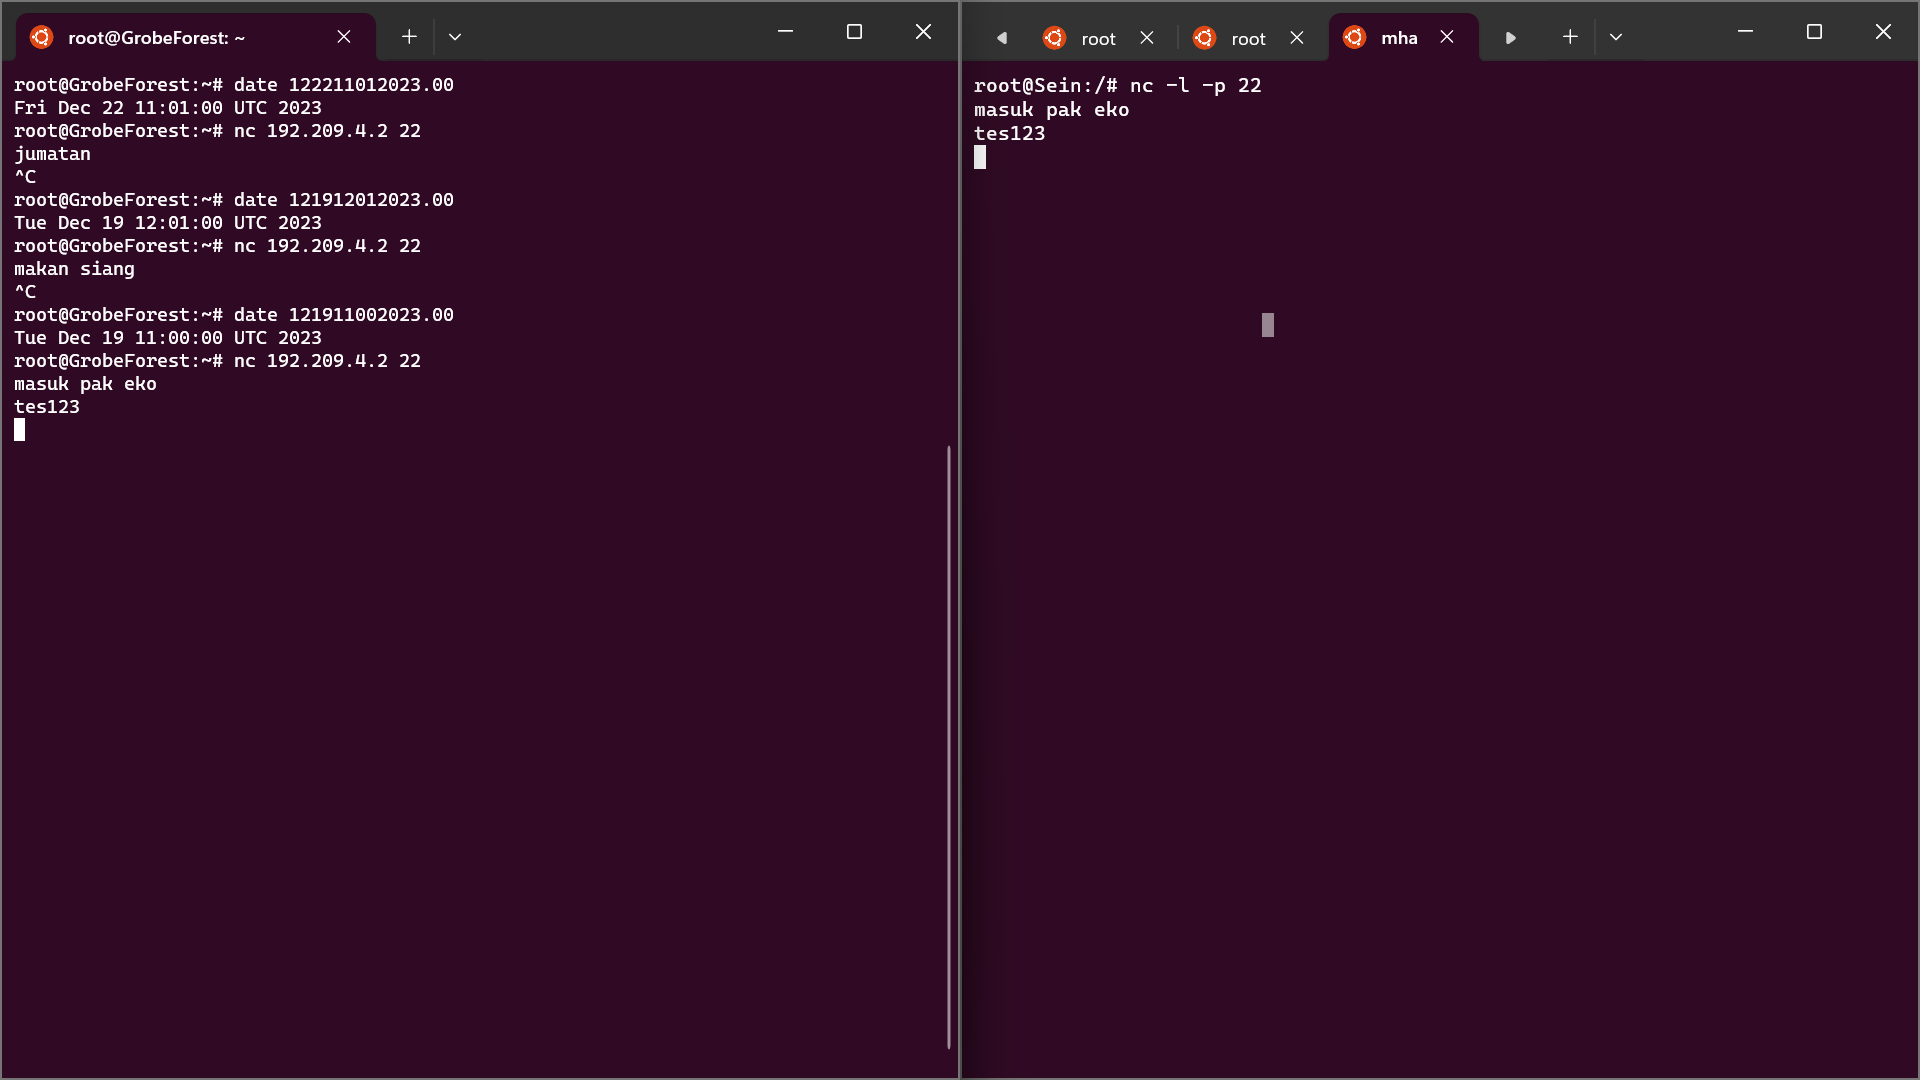 root@GrobeForest: ~
root@GrobeForest:~# date 122211012023.00
Fri Dec 22 11:01:00 UTC 2023
root@GrobeForest:~# nc 192.209.4.2 22
jumatan
^C
root@GrobeForest:~# date 121912012023.00
Tue Dec 19 12:01:00 UTC 2023
root@GrobeForest:~# nc 192.209.4.2 22
makan siang
^C
root@GrobeForest:~# date 121911002023.00
Tue Dec 19 11:00:00 UTC 2023
root@GrobeForest:~# nc 192.209.4.2 22
masuk pak eko
tes123
root
root
mha
root@Sein:/# nc -l -p 22
masuk pak eko
tes123